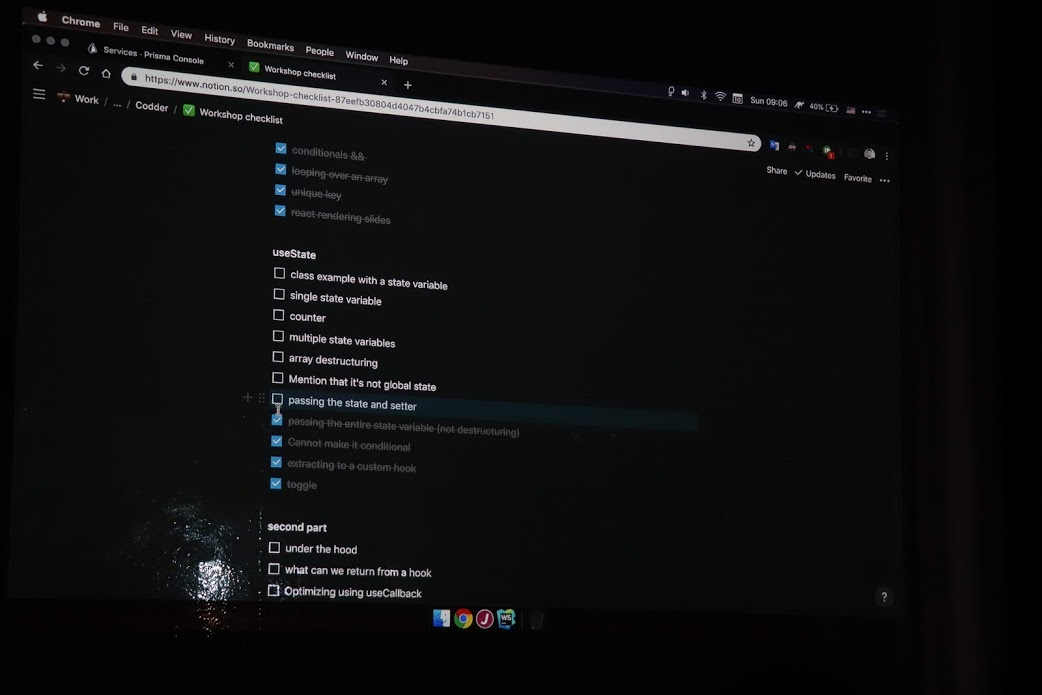 Chrome File Edit View History Bookmarks People Window Help
Sun 09:06 40%
Services · Prisma Console
Workshop checklist
https://www.notion.so/Workshop-checklist-87eefb30804d4047b4cbfa74b1cb7151
Work / ... / Codder / Workshop checklist
Share Updates Favorite
conditionals &&
looping over an array
unique key
react rendering slides
useState
class example with a state variable
single state variable
counter
multiple state variables
array destructuring
Mention that it's not global state
passing the state and setter
passing the entire state variable (not destructuring)
Cannot make it conditional
extracting to a custom hook
toggle
second part
under the hood
what can we return from a hook
Optimizing using useCallback
?
J
WS